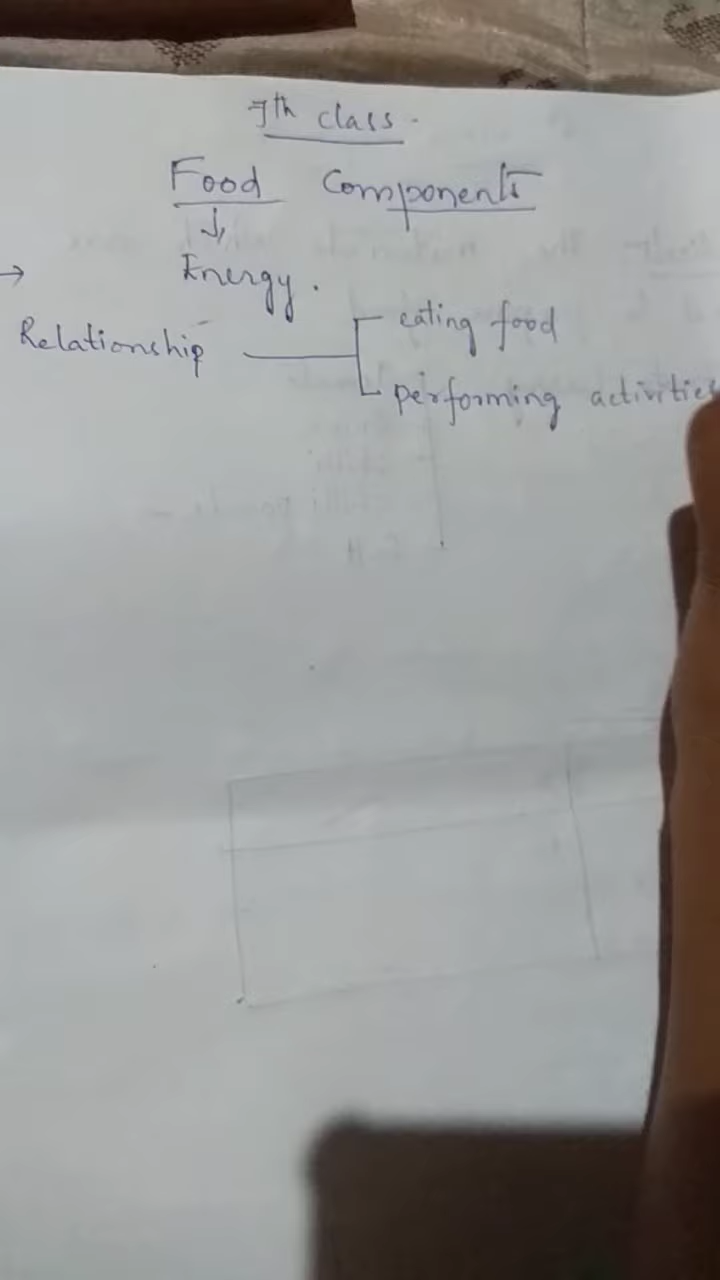 7th class.
Food Components
↓
→ Energy.
Relationship
eating food
performing activities